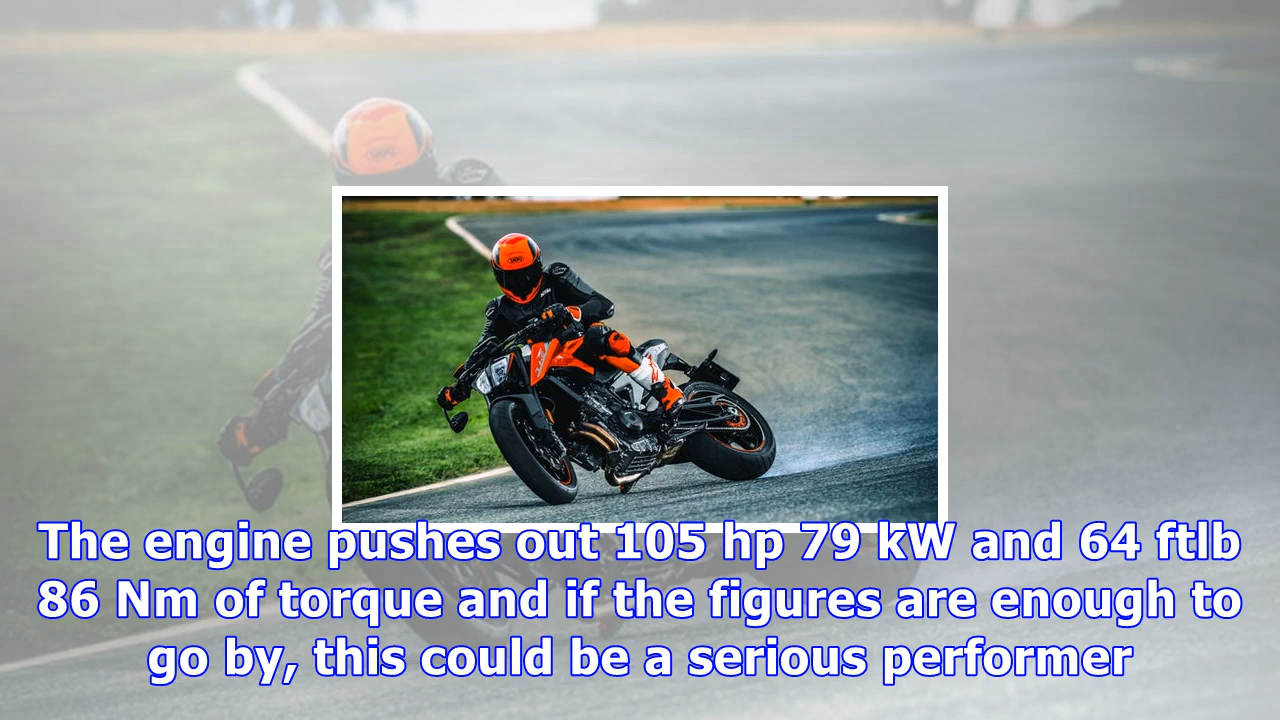 The engine pushes out 105 hp 79 kW and 64 ftlb
86 Nm of torque and if the figures are enough to
go by, this could be a serious performer